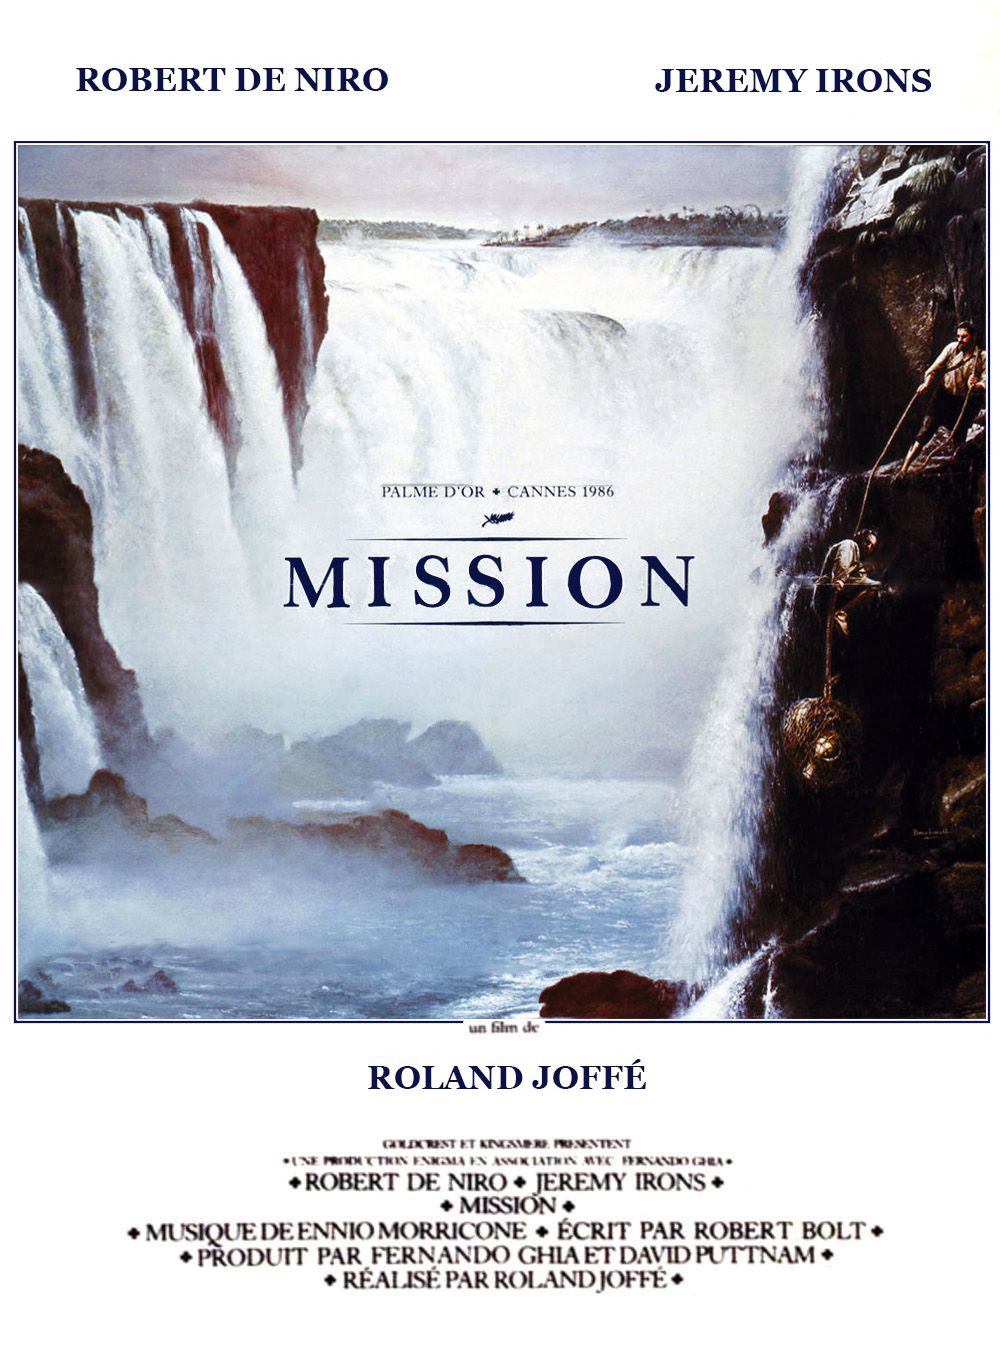 ROBERT DE NIRO
JEREMY IRONS
PALME D'OR ✦ CANNES 1986
MISSION
un film de
ROLAND JOFFÉ
GOLDCREST ET KINGSMERE PRESENTENT
✦ UNE PRODUCTION ENIGMA EN ASSOCIATION AVEC FERNANDO GHIA ✦
✦ ROBERT DE NIRO ✦ JEREMY IRONS ✦
✦ MISSION ✦
✦ MUSIQUE DE ENNIO MORRICONE ✦ ÉCRIT PAR ROBERT BOLT ✦
✦ PRODUIT PAR FERNANDO GHIA ET DAVID PUTTNAM ✦
✦ RÉALISÉ PAR ROLAND JOFFÉ ✦